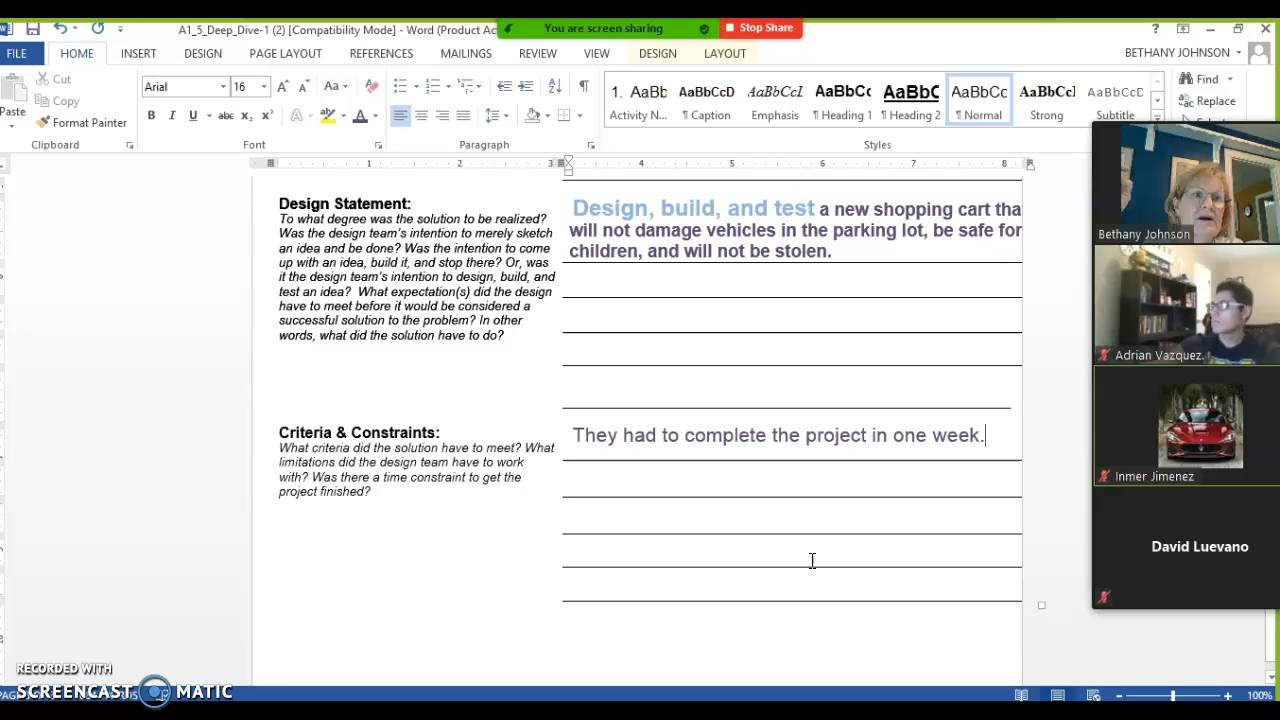 A1_5_Deep_Dive-1 (2) [Compatibility Mode] - Word (Product Ac
You are screen sharing
Stop Share
FILE HOME INSERT DESIGN PAGE LAYOUT REFERENCES MAILINGS REVIEW VIEW DESIGN LAYOUT BETHANY JOHNSON
Cut
Copy
Paste
Format Painter
Arial 16
Find
Replace
1. AaBb AaBbCcD AaBbCcL AaBbCc AaBbC AaBbCc AaBbCcl AaBbCcD
Activity N... ¶ Caption Emphasis ¶ Heading 1 ¶ Heading 2 ¶ Normal Strong Subtitle
Clipboard Font Paragraph Styles
1 2 3 4 5 6 7 8
Design Statement:
To what degree was the solution to be realized?
Was the design team's intention to merely sketch
an idea and be done? Was the intention to come
up with an idea, build it, and stop there? Or, was
it the design team's intention to design, build, and
test an idea? What expectation(s) did the design
have to meet before it would be considered a
successful solution to the problem? In other
words, what did the solution have to do?
Design, build, and test a new shopping cart tha
will not damage vehicles in the parking lot, be safe for
children, and will not be stolen.
Criteria & Constraints:
What criteria did the solution have to meet? What
limitations did the design team have to work
with? Was there a time constraint to get the
project finished?
They had to complete the project in one week.
Bethany Johnson
Adrian Vazquez
Inmer Jimenez
David Luevano
RECORDED WITH
SCREENCAST MATIC
100%